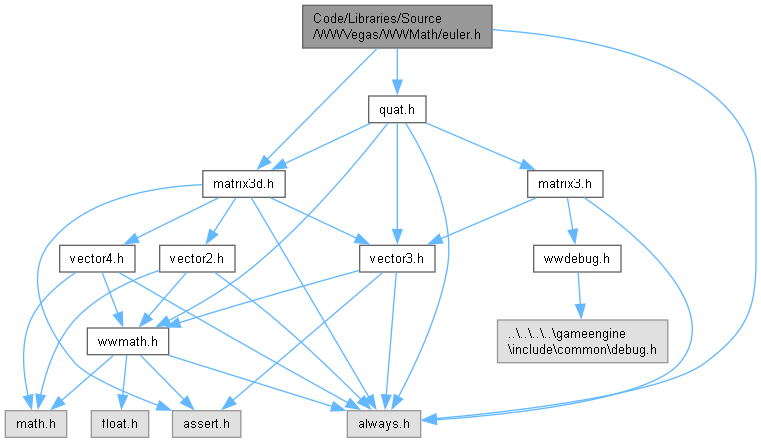 Code/Libraries/Source
/WWVegas/WWMath/euler.h
quat.h
matrix3d.h
matrix3.h
vector4.h
vector2.h
vector3.h
wwdebug.h
wwmath.h
..\..\..\..\gameengine
\include\common\debug.h
math.h
float.h
assert.h
always.h